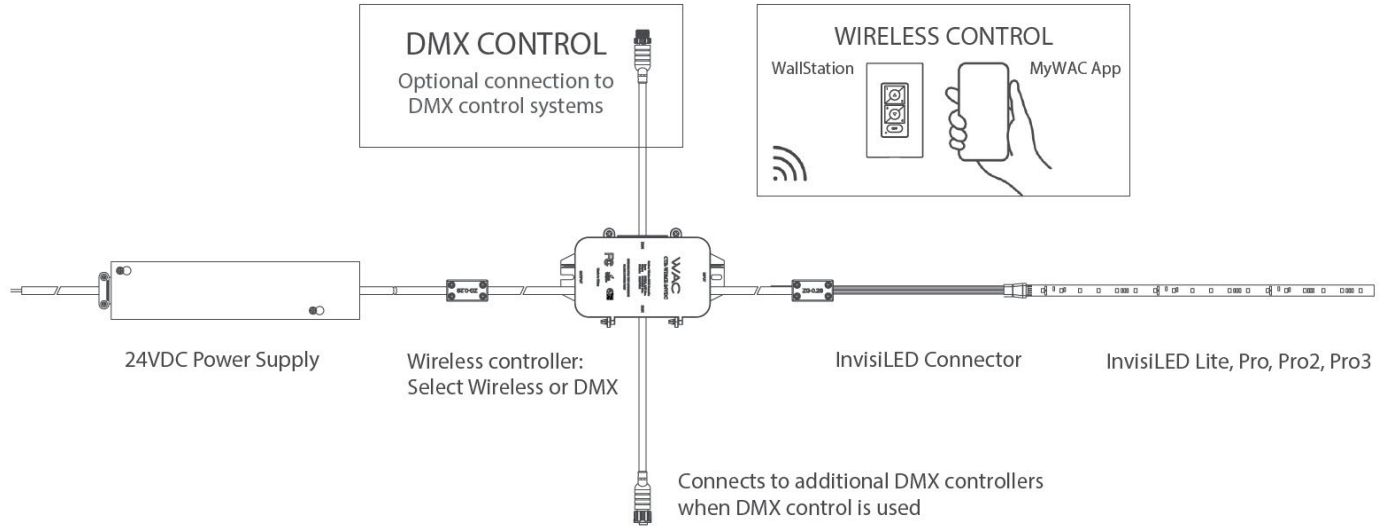 DMX CONTROL
Optional connection to
DMX control systems
WIRELESS CONTROL
WallStation
MyWAC App
WAC
24VDC Power Supply
Wireless controller:
Select Wireless or DMX
InvisiLED Connector
InvisiLED Lite, Pro, Pro2, Pro3
Connects to additional DMX controllers
when DMX control is used